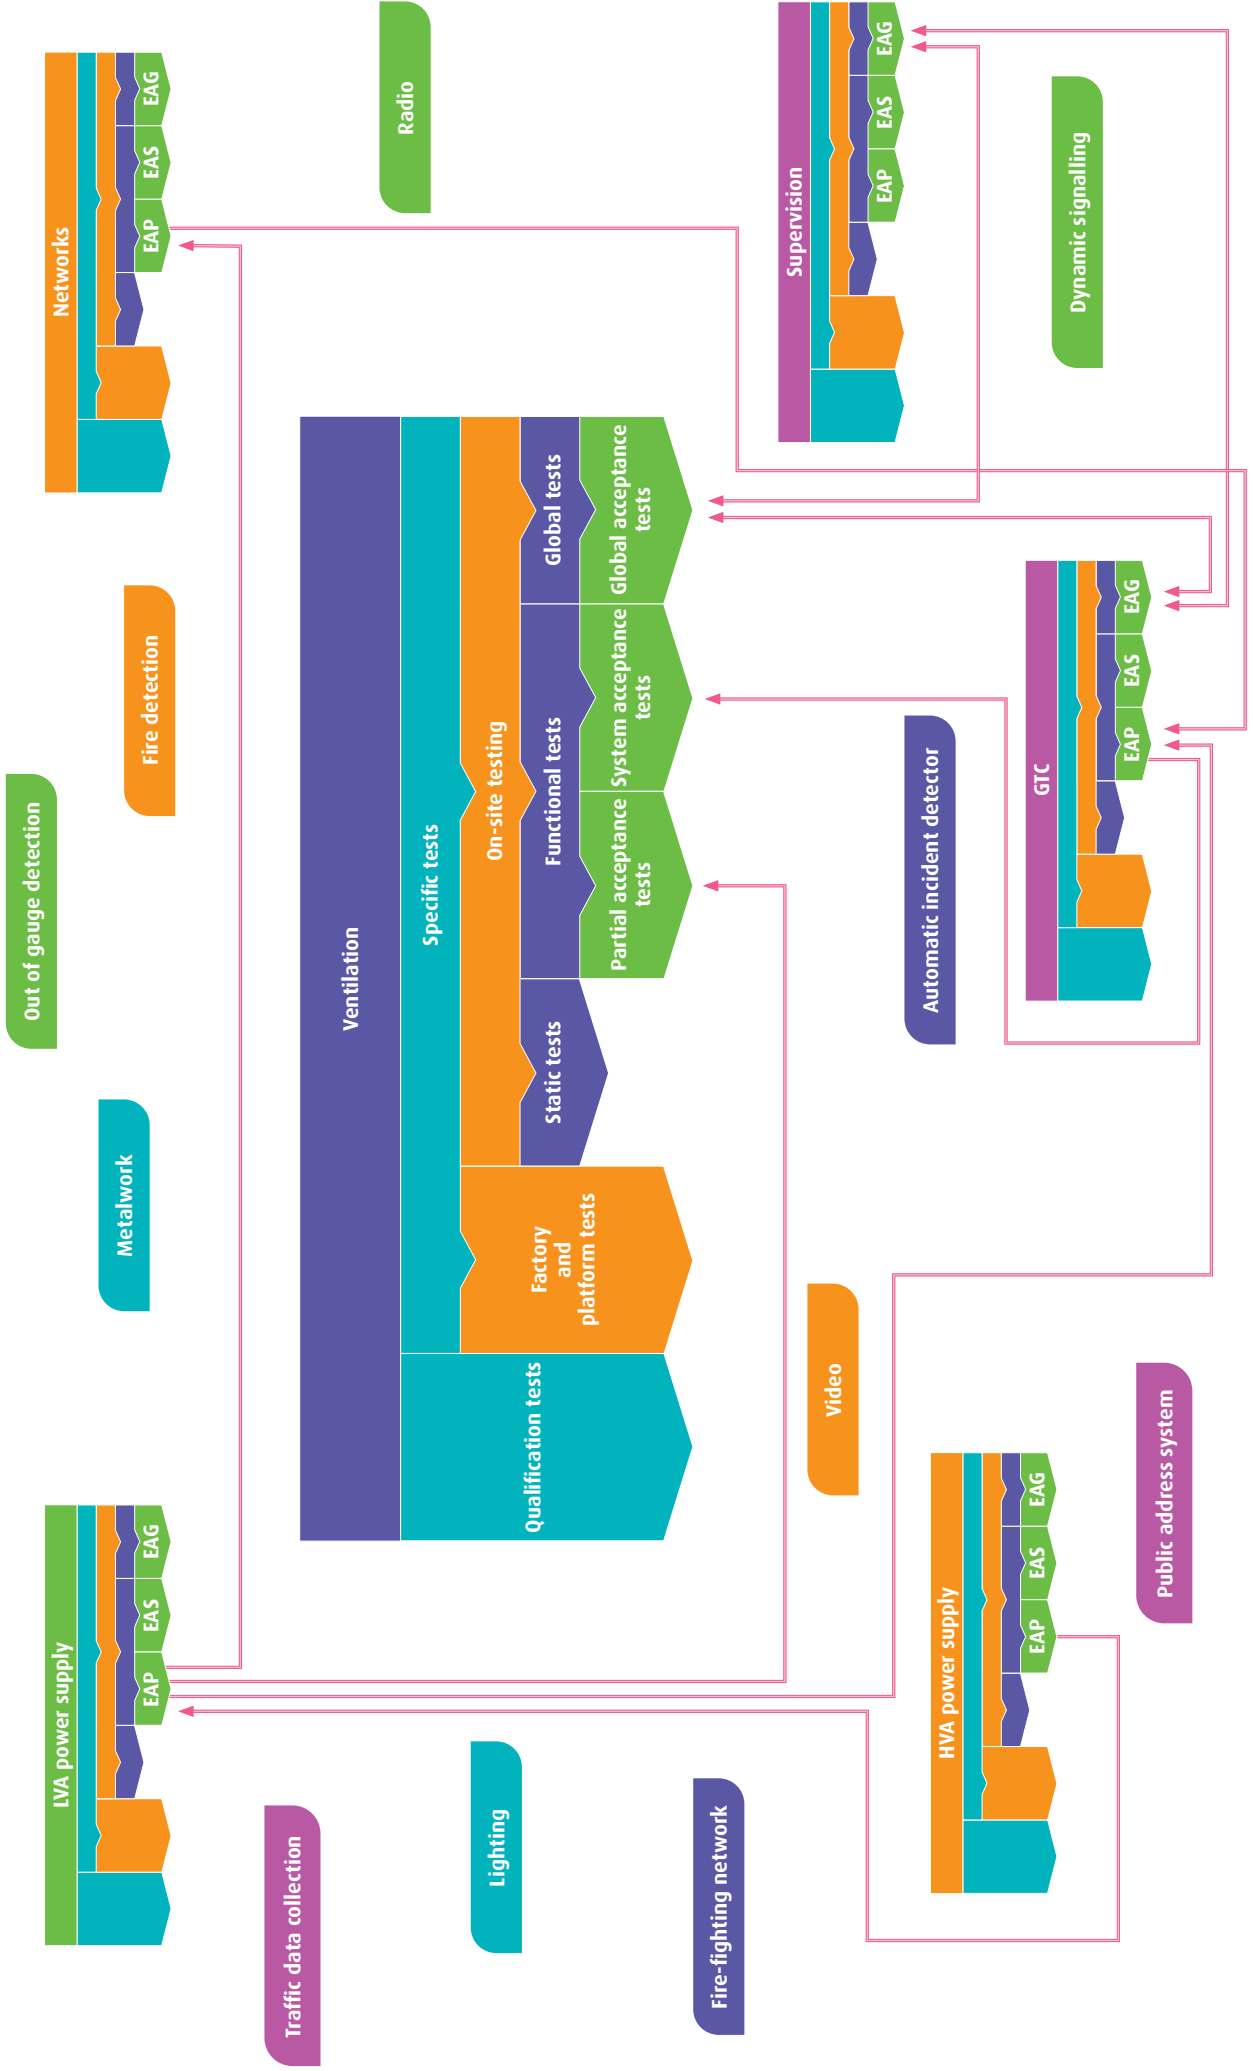 Out of gauge detection
LVA power supply
EAP
EAS
EAG
Networks
EAP
EAS
EAG
Metalwork
Fire detection
Traffic data collection
Radio
Ventilation
Qualification tests
Specific tests
Factory
and
platform tests
On-site testing
Static tests
Functional tests
Global tests
Partial acceptance
tests
System acceptance
tests
Global acceptance
tests
Lighting
Fire-fighting network
Supervision
EAP
EAS
EAG
Video
Automatic incident detector
HVA power supply
EAP
EAS
EAG
GTC
EAP
EAS
EAG
Dynamic signalling
Public address system